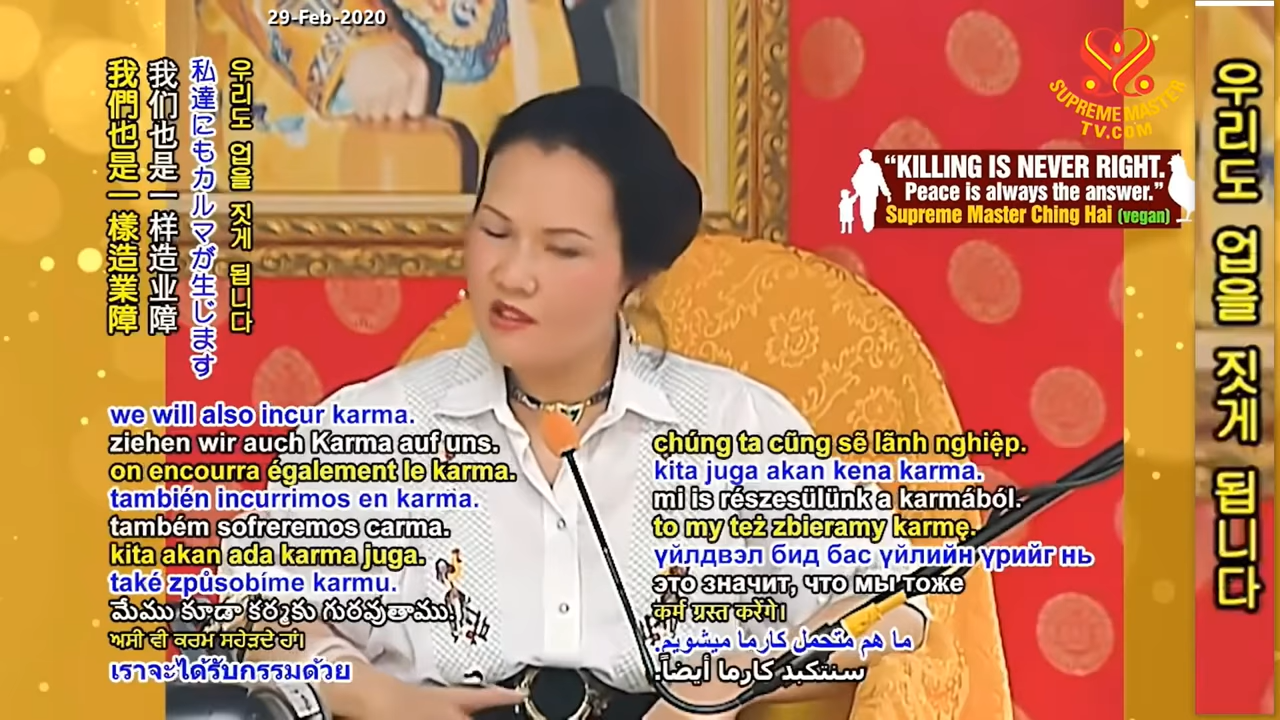 29-Feb-2020
SUPREME MASTER
TV.COM
우리도 업을 짓게 됩니다
私達にもカルマが生じます
我们也是一样造业障
我們也是一樣造業障
우리도 업을 짓게 됩니다
“KILLING IS NEVER RIGHT.
Peace is always the answer.”
Supreme Master Ching Hai (vegan)
we will also incur karma.
ziehen wir auch Karma auf uns.
on encourra également le karma.
también incurrimos en karma.
também sofreremos carma.
kita akan ada karma juga.
také způsobíme karmu.
మేము కూడా కర్మకు గురవుతాము.
ਅਸੀ ਵੀ ਕਰਮ ਸਹੇੜਦੇ ਹਾਂ।
เราจะได้รับกรรมด้วย
chúng ta cũng sẽ lãnh nghiệp.
kita juga akan kena karma.
mi is részesülünk a karmából.
to my też zbieramy karmę.
үйлдвэл бид бас үйлийн үрийг нь
это значит, что мы тоже
कर्म ग्रस्त करेंगे।
ما هم متحمل کارما میشویم.
سنتكبد كارما أيضاً.